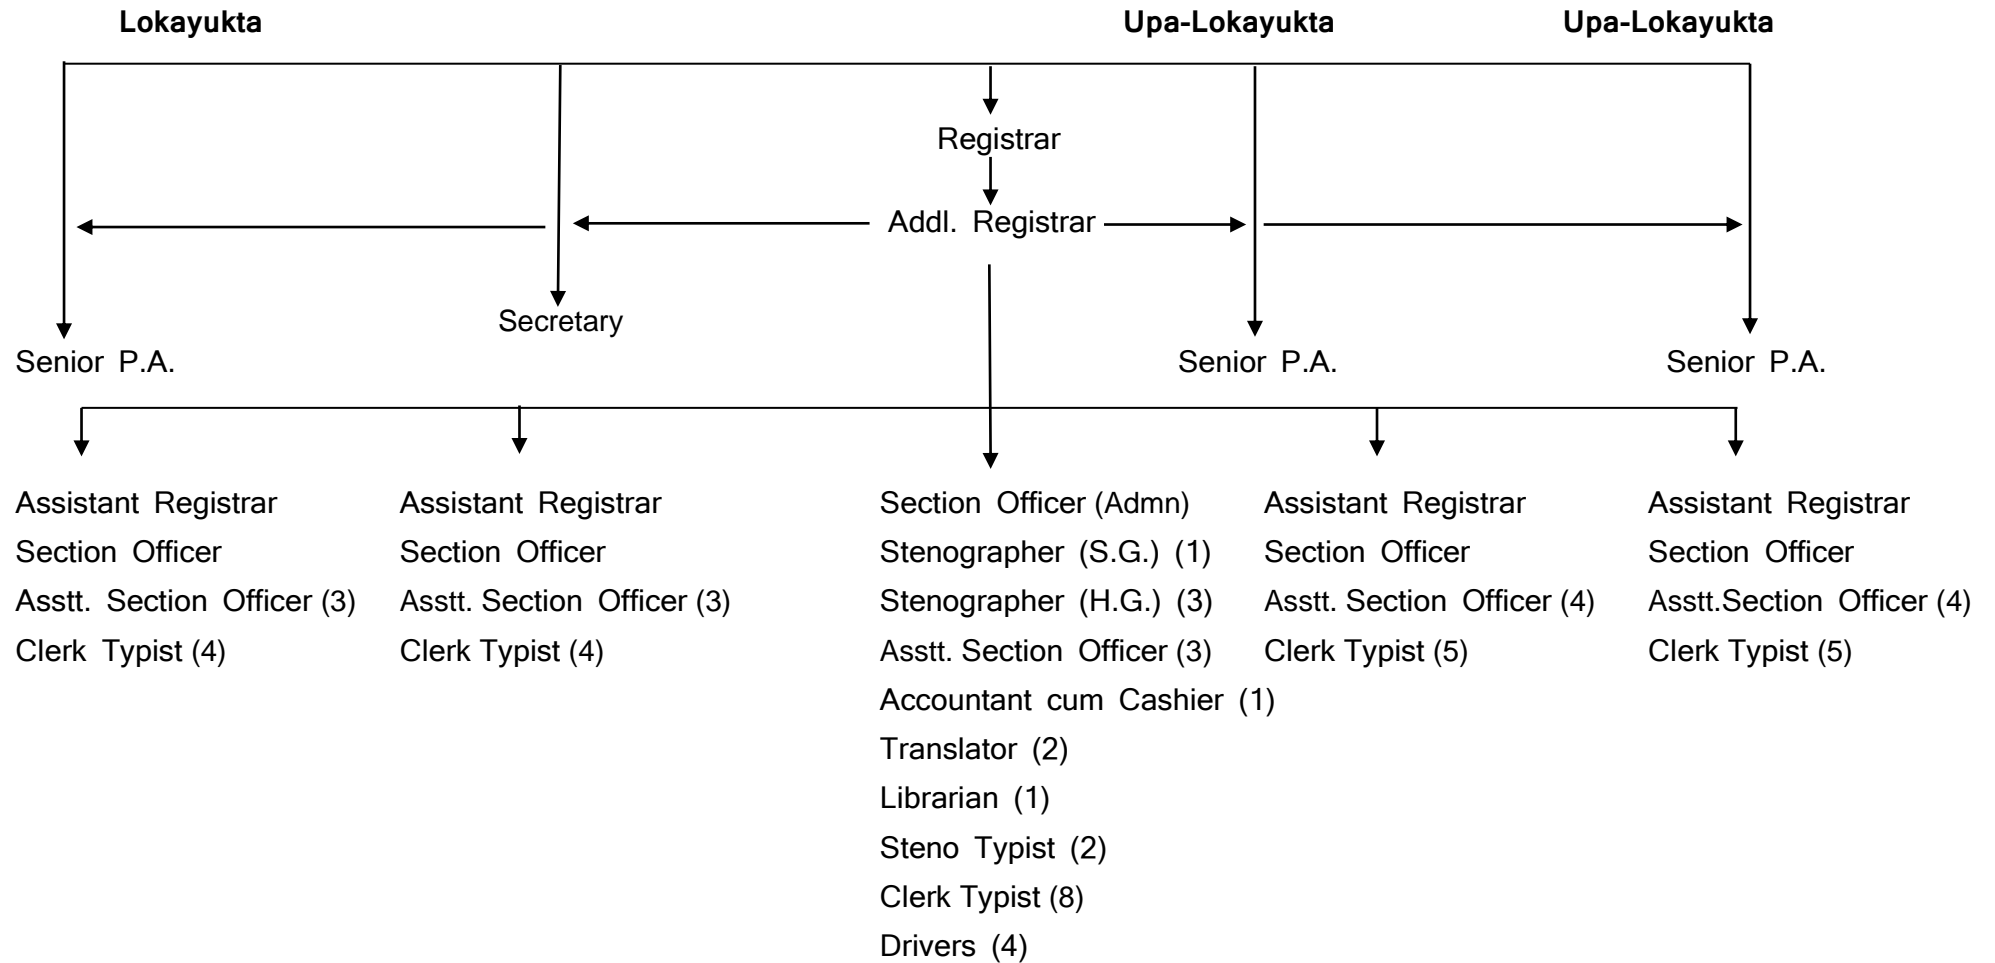 Lokayukta
Upa-Lokayukta
Upa-Lokayukta
Registrar
Addl. Registrar
Secretary
Senior P.A.
Senior P.A.
Senior P.A.
Assistant Registrar
Section Officer
Asstt. Section Officer (3)
Clerk Typist (4)
Assistant Registrar
Section Officer
Asstt. Section Officer (3)
Clerk Typist (4)
Section Officer (Admn)
Stenographer (S.G.) (1)
Stenographer (H.G.) (3)
Asstt. Section Officer (3)
Accountant cum Cashier (1)
Translator (2)
Librarian (1)
Steno Typist (2)
Clerk Typist (8)
Drivers (4)
Assistant Registrar
Section Officer
Asstt. Section Officer (4)
Clerk Typist (5)
Assistant Registrar
Section Officer
Asstt.Section Officer (4)
Clerk Typist (5)